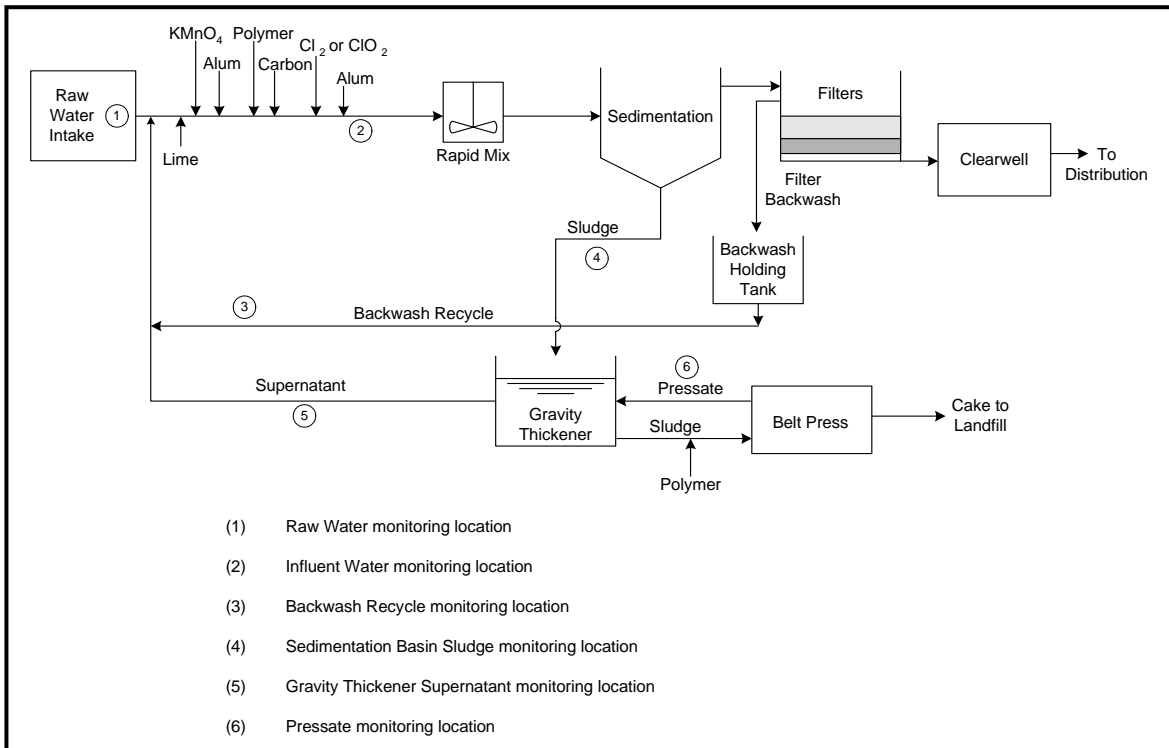 KMnO4 Polymer
Cl2 or ClO2
Alum
Carbon
Alum
Raw
Water
Intake
1
2
Lime
Rapid Mix
Sedimentation
Filters
Clearwell
To
Distribution
Filter
Backwash
Sludge
4
Backwash
Holding
Tank
3
Backwash Recycle
6
Pressate
Supernatant
5
Gravity
Thickener
Sludge
Belt Press
Cake to
Landfill
Polymer
(1) Raw Water monitoring location
(2) Influent Water monitoring location
(3) Backwash Recycle monitoring location
(4) Sedimentation Basin Sludge monitoring location
(5) Gravity Thickener Supernatant monitoring location
(6) Pressate monitoring location